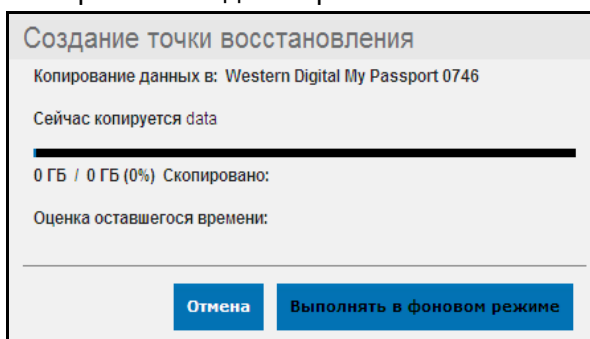 Создание точки восстановления
Копирование данных в: Western Digital My Passport 0746
Сейчас копируется data
0 ГБ / 0 ГБ (0%) Скопировано:
Оценка оставшегося времени:
Отмена
Выполнять в фоновом режиме